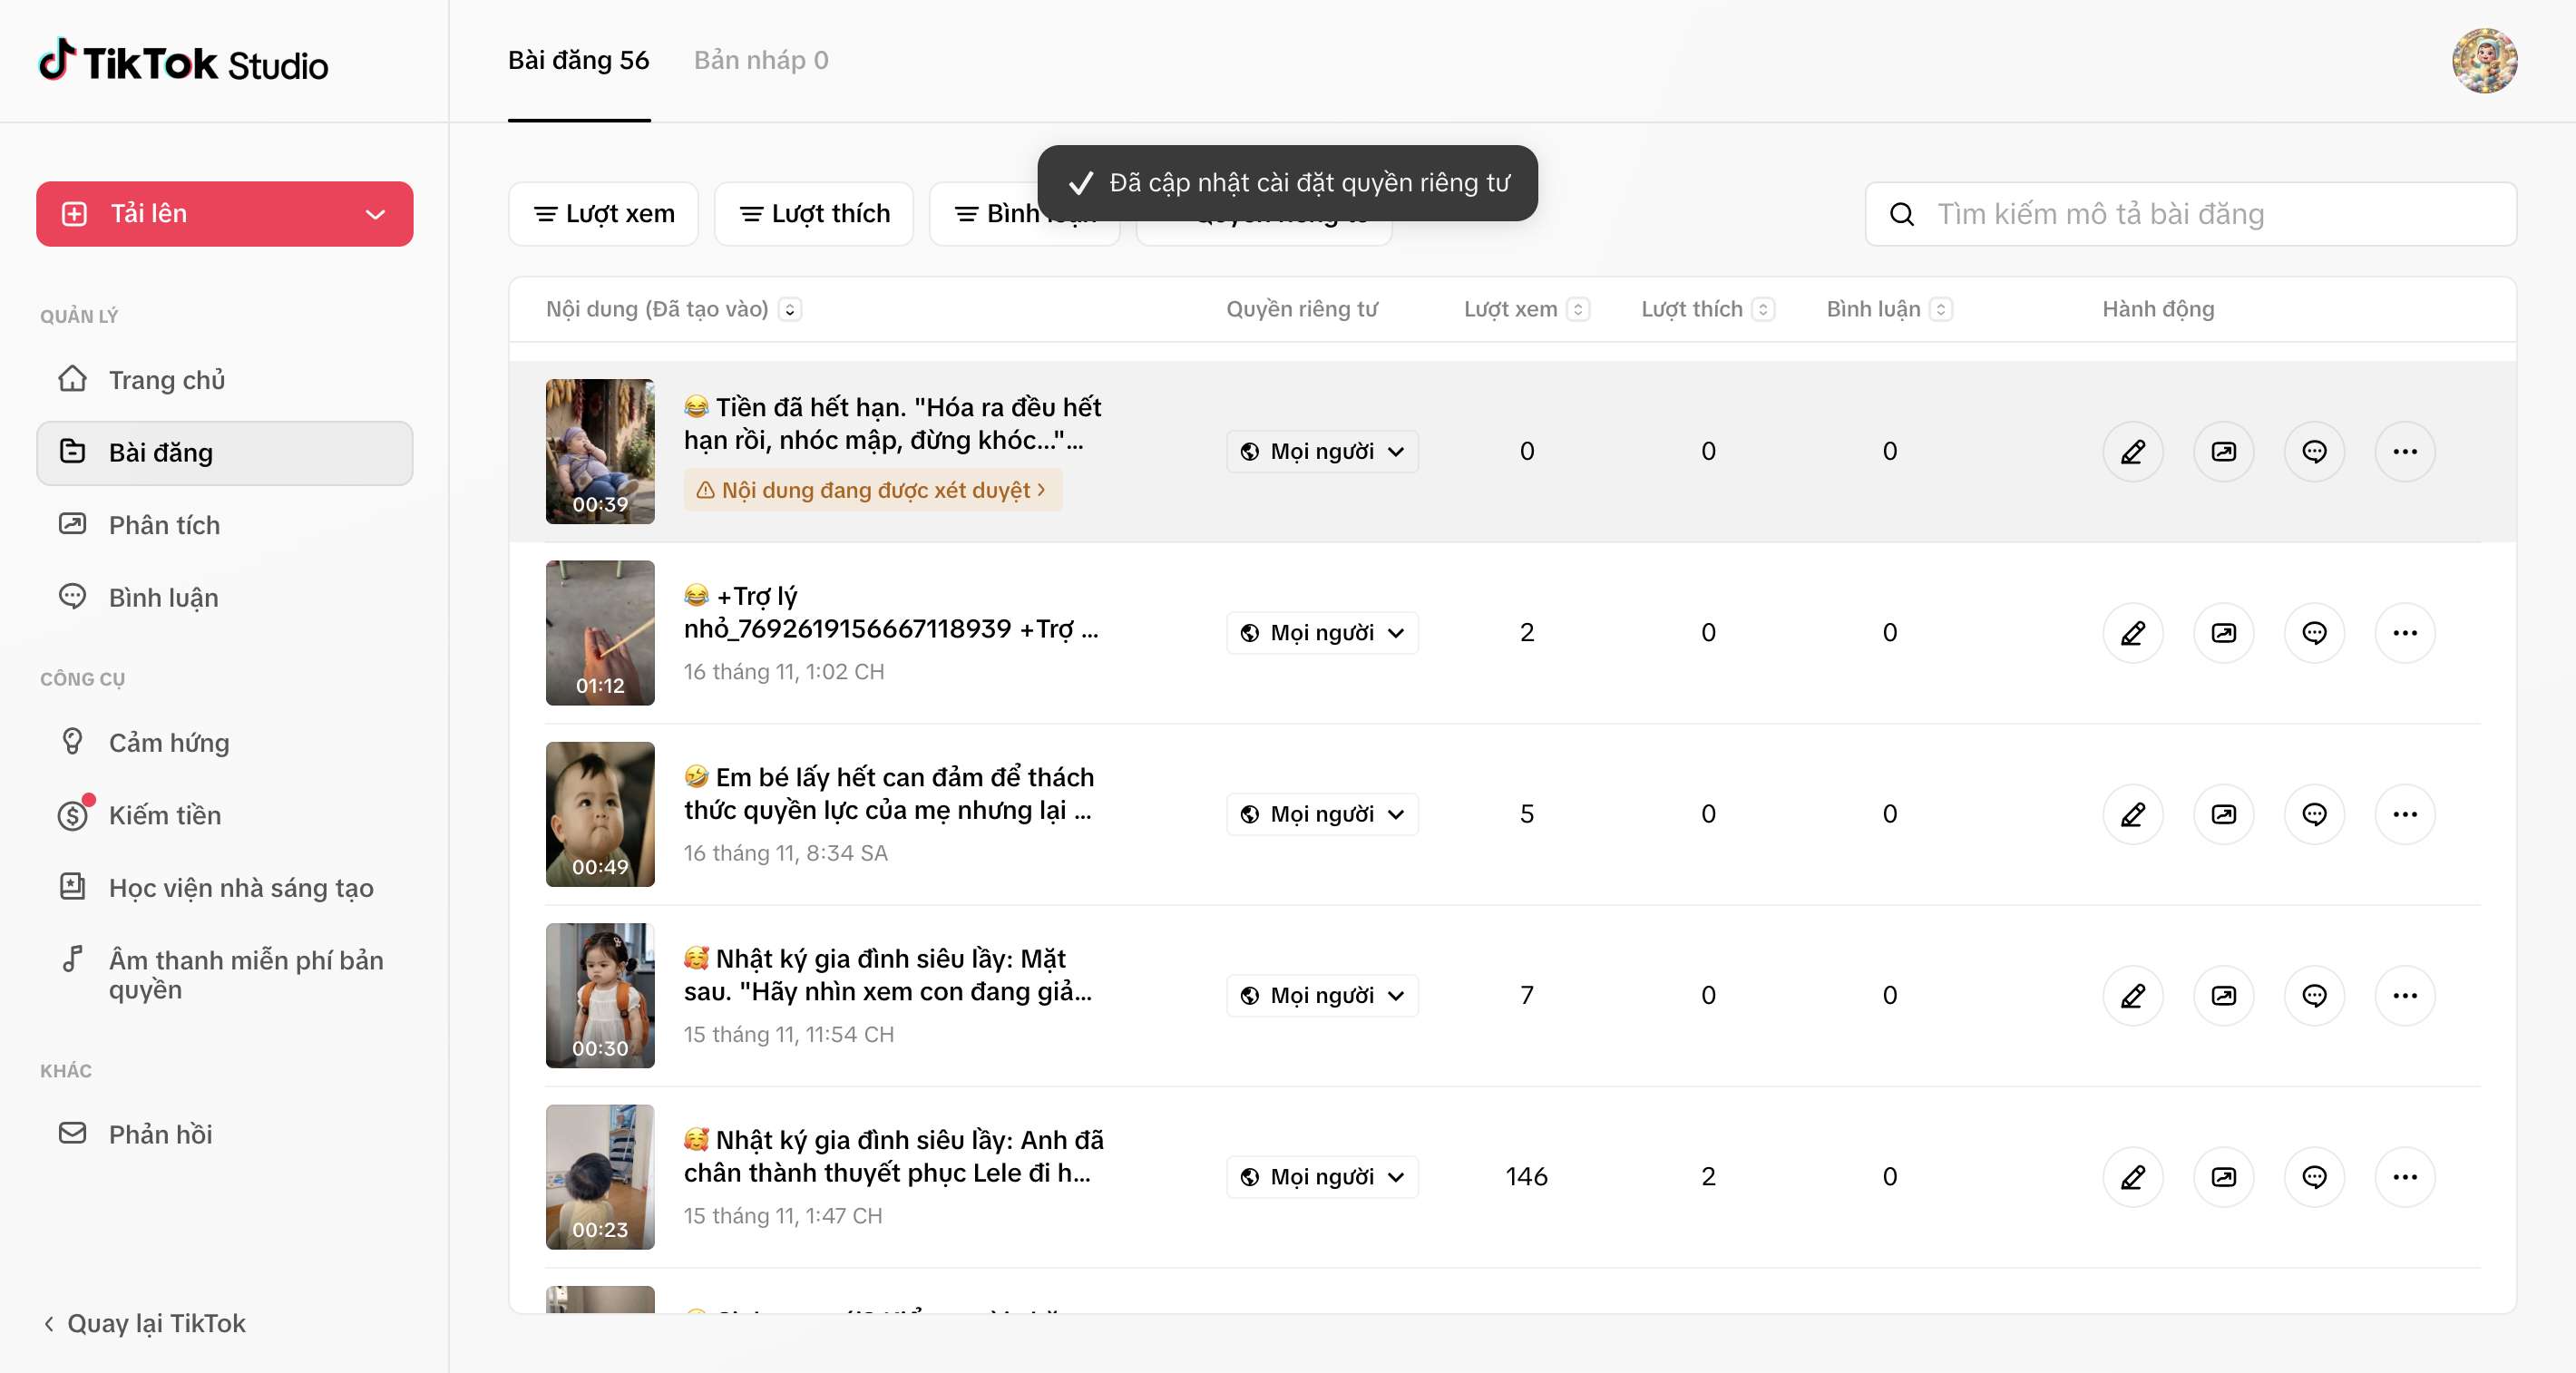 TikTok Studio
Bài đăng 56
Bản nháp 0
Đã cập nhật cài đặt quyền riêng tư
Tải lên
Lượt xem
Lượt thích
Bình luận
Quyền riêng tư
Tìm kiếm mô tả bài đăng
QUẢN LÝ
Trang chủ
Bài đăng
Phân tích
Bình luận
CÔNG CỤ
Cảm hứng
Kiếm tiền
Học viện nhà sáng tạo
Âm thanh miễn phí bản
quyền
KHÁC
Phản hồi
Quay lại TikTok
Nội dung (Đã tạo vào)
Quyền riêng tư
Lượt xem
Lượt thích
Bình luận
Hành động
00:39
😂 Tiền đã hết hạn. "Hóa ra đều hết
hạn rồi, nhóc mập, đừng khóc..."...
Nội dung đang được xét duyệt
Mọi người
0
0
0
01:12
😂 +Trợ lý
nhỏ_7692619156667118939 +Trợ ...
16 tháng 11, 1:02 CH
Mọi người
2
0
0
00:49
🤣 Em bé lấy hết can đảm để thách
thức quyền lực của mẹ nhưng lại ...
16 tháng 11, 8:34 SA
Mọi người
5
0
0
00:30
🥰 Nhật ký gia đình siêu lầy: Mặt
sau. "Hãy nhìn xem con đang giả...
15 tháng 11, 11:54 CH
Mọi người
7
0
0
00:23
🥰 Nhật ký gia đình siêu lầy: Anh đã
chân thành thuyết phục Lele đi h...
15 tháng 11, 1:47 CH
Mọi người
146
2
0